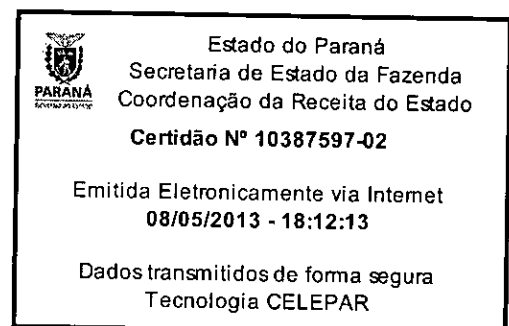 Estado do Paraná
Secretaria de Estado da Fazenda
PARANÁ
Coordenação da Receita do Estado
Certidão Nº 10387597-02
Emitida Eletronicamente via Internet
08/05/2013 - 18:12:13
Dados transmitidos de forma segura
Tecnologia CELEPAR